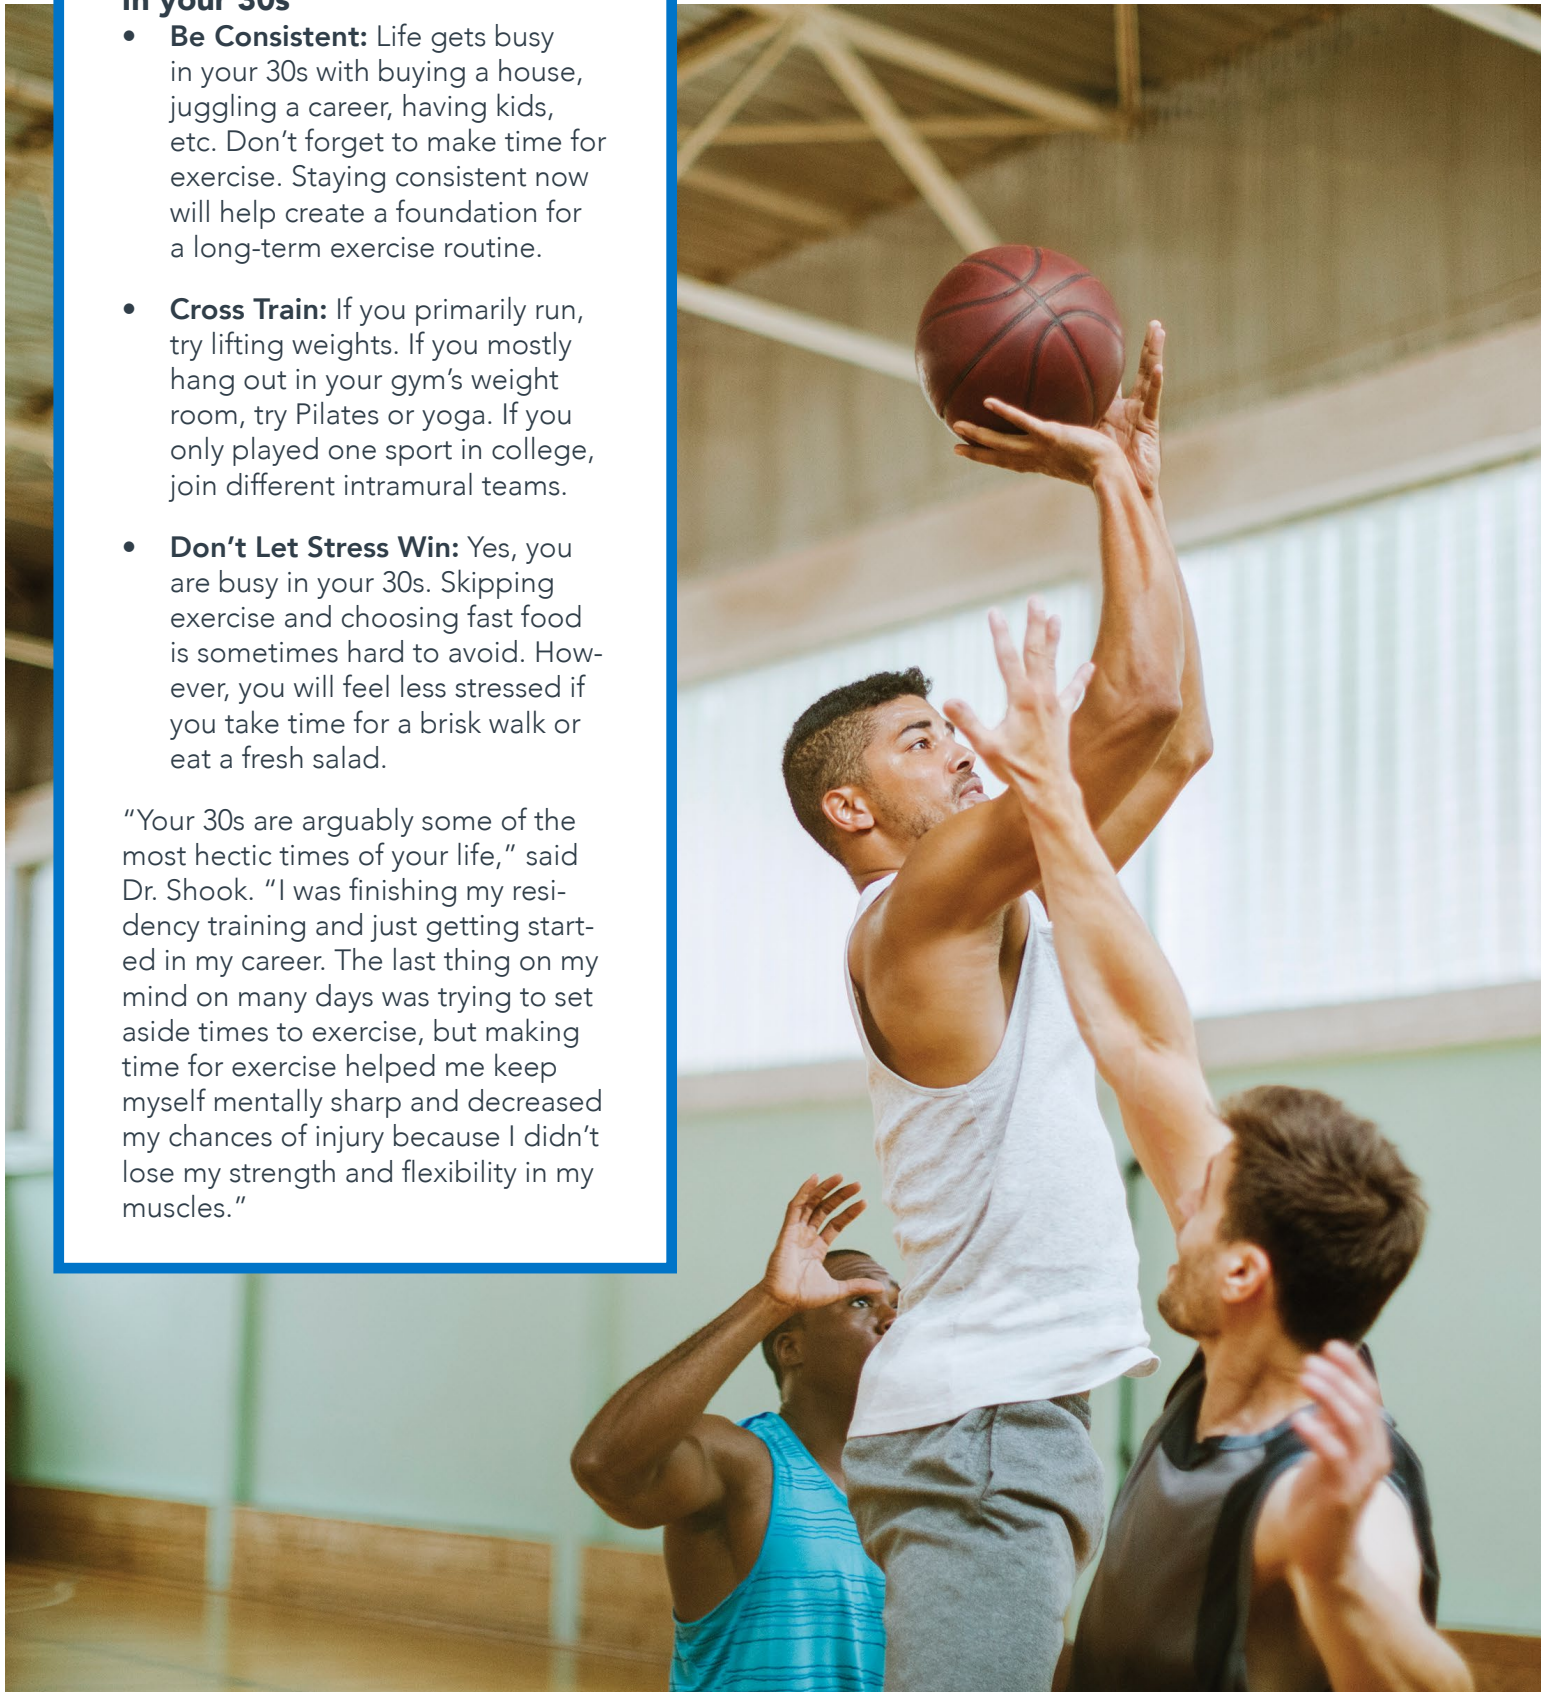 in your 30s
• Be Consistent: Life gets busy
in your 30s with buying a house,
juggling a career, having kids,
etc. Don’t forget to make time for
exercise. Staying consistent now
will help create a foundation for
a long-term exercise routine.
• Cross Train: If you primarily run,
try lifting weights. If you mostly
hang out in your gym’s weight
room, try Pilates or yoga. If you
only played one sport in college,
join different intramural teams.
• Don’t Let Stress Win: Yes, you
are busy in your 30s. Skipping
exercise and choosing fast food
is sometimes hard to avoid. How-
ever, you will feel less stressed if
you take time for a brisk walk or
eat a fresh salad.
“Your 30s are arguably some of the
most hectic times of your life,” said
Dr. Shook. “I was finishing my resi-
dency training and just getting start-
ed in my career. The last thing on my
mind on many days was trying to set
aside times to exercise, but making
time for exercise helped me keep
myself mentally sharp and decreased
my chances of injury because I didn’t
lose my strength and flexibility in my
muscles.”